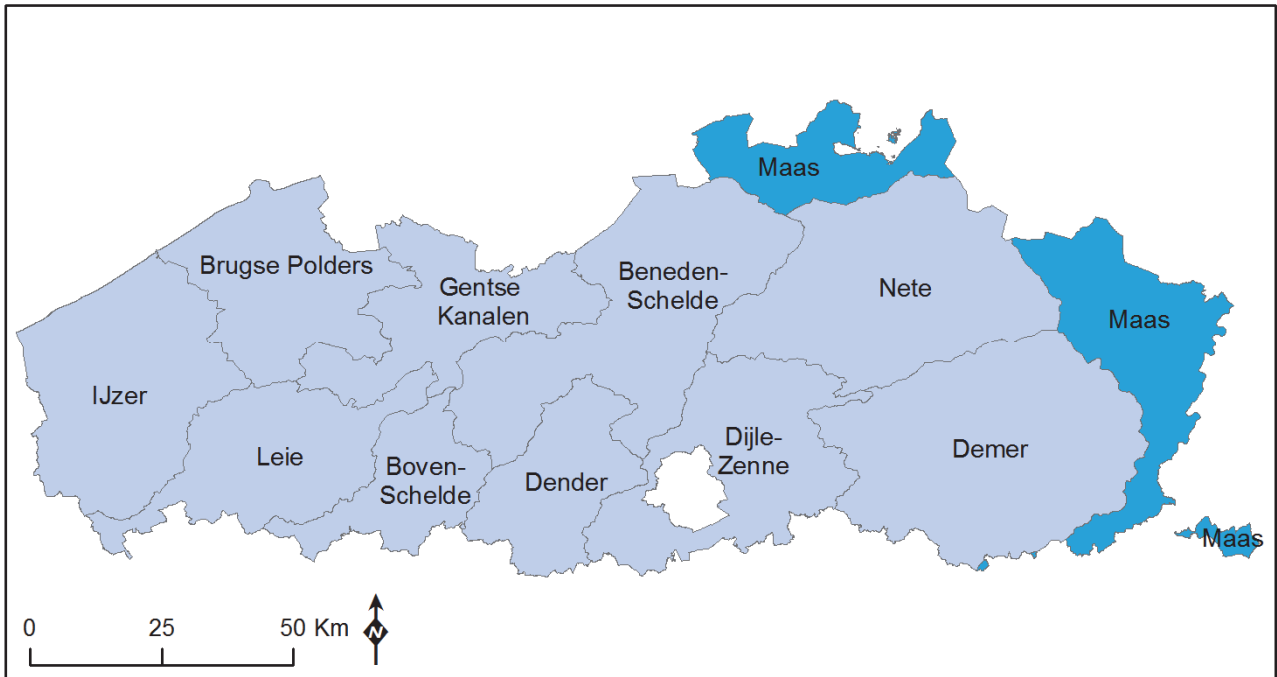 Maas
Brugse Polders
Gentse
Kanalen
Beneden-
Schelde
Nete
Maas
IJzer
Leie
Boven-
Schelde
Dender
Dijle-
Zenne
Demer
Maas
0 25 50 Km
N